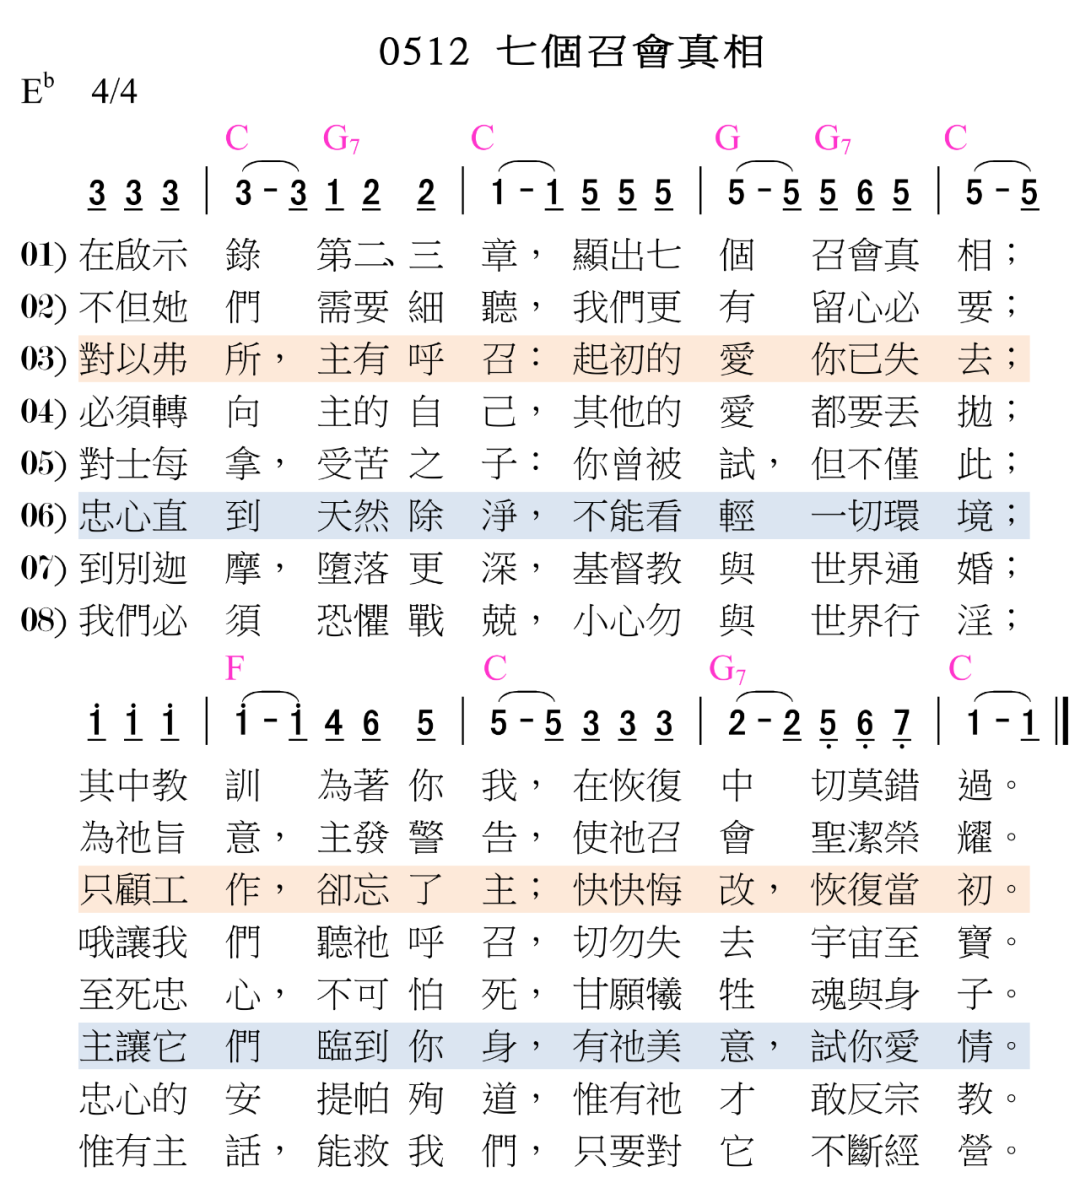 0512 七個召會真相
E♭ 4/4
C G7 C G G7 C
3 3 3 | 3 - 3 1 2 2 | 1 - 1 5 5 5 | 5 - 5 5 6 5 | 5 - 5
01) 在啟示 錄 第二、三 章，顯出七 個 召會真 相；
02) 不但她 們 需要 細 聽，我們更 有 留心必 要；
03) 對以弗 所，主有 呼 召：起初的 愛 你已失 去；
04) 必須轉 向 主的 自 己，其他的 愛 都要丟 拋；
05) 對士每 拿，受苦 之 子：你曾被 試，但不僅 此；
06) 忠心直 到 天然 除 淨，不能看 輕 一切環 境；
07) 到別迦 摩，墮落 更 深，基督教 與 世界通 婚；
08) 我們必 須 恐懼 戰 兢，小心勿 與 世界行 淫；
F C G7 C
i i i | i - i 4 6 5 | 5 - 5 3 3 3 | 2 - 2 5 6 7 | 1 - 1 ‖
其中教 訓 為著 你 我，在恢復 中 切莫錯 過。
為祂旨 意，主發 警 告，使祂召 會 聖潔榮 耀。
只顧工 作，卻忘 了 主；快快悔 改，恢復當 初。
哦讓我 們 聽祂 呼 召，切勿失 去 宇宙至 寶。
至死忠 心，不可 怕 死，甘願犧 牲 魂與身 子。
主讓它 們 臨到 你 身，有祂美 意，試你愛 情。
忠心的 安 提帕 殉 道，惟有祂 才 敢反宗 教。
惟有主 話，能救 我 們，只要對 它 不斷經 營。